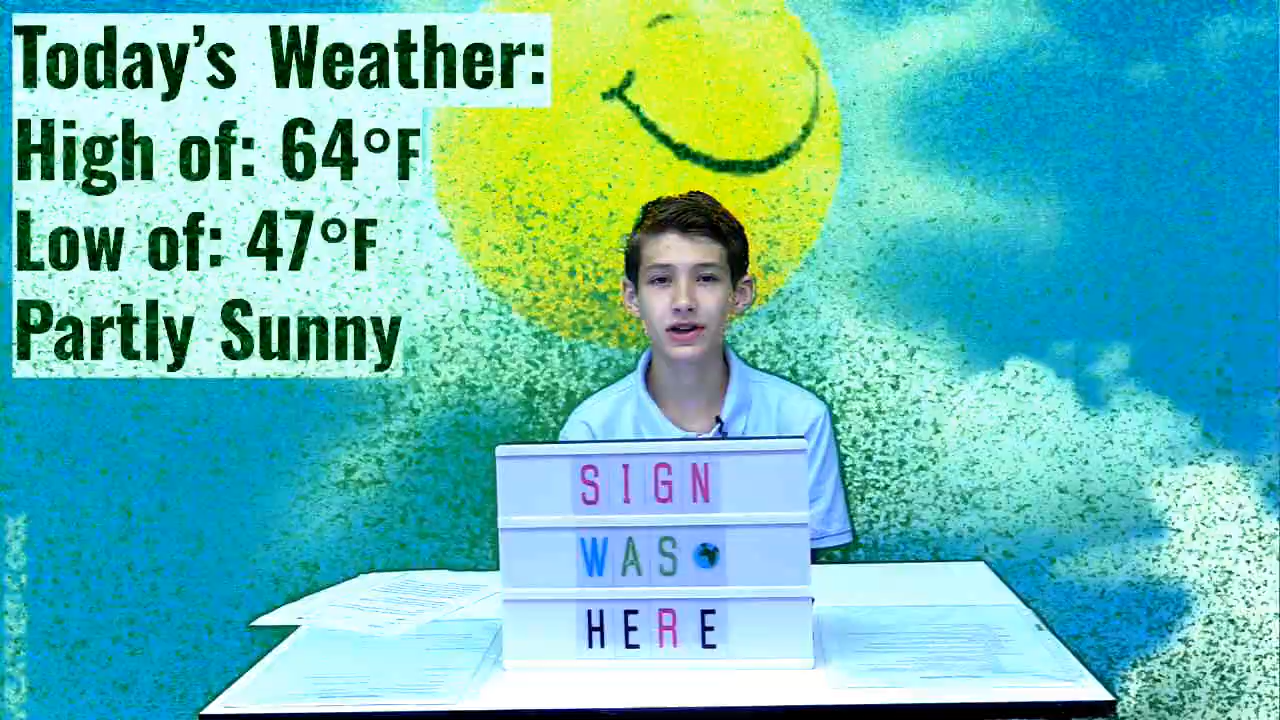 Today’s Weather:
High of: 64°F
Low of: 47°F
Partly Sunny
SIGN
WAS
HERE